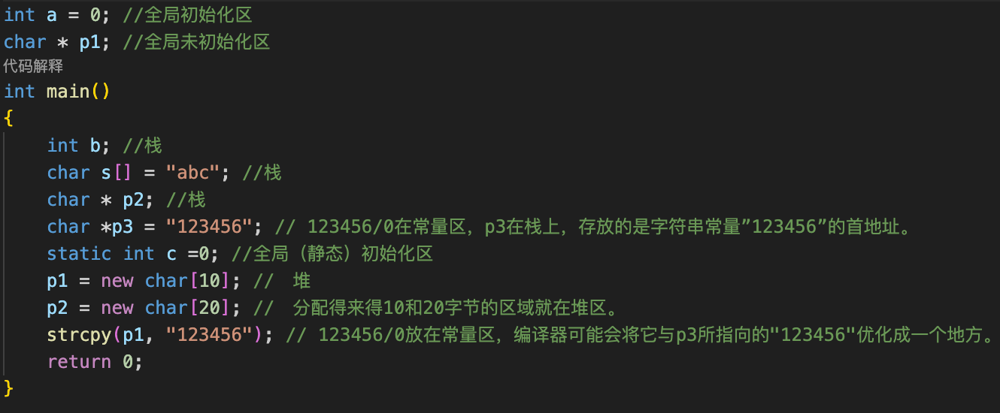 int a = 0; //全局初始化区
char * p1; //全局未初始化区
代码解释
int main()
{
int b; //栈
char s[] = "abc"; //栈
char * p2; //栈
char *p3 = "123456"; // 123456/0在常量区，p3在栈上，存放的是字符串常量”123456”的首地址。
static int c =0; //全局（静态）初始化区
p1 = new char[10]; //  堆
p2 = new char[20]; //  分配得来得10和20字节的区域就在堆区。
strcpy(p1, "123456"); // 123456/0放在常量区，编译器可能会将它与p3所指向的"123456"优化成一个地方。
return 0;
}